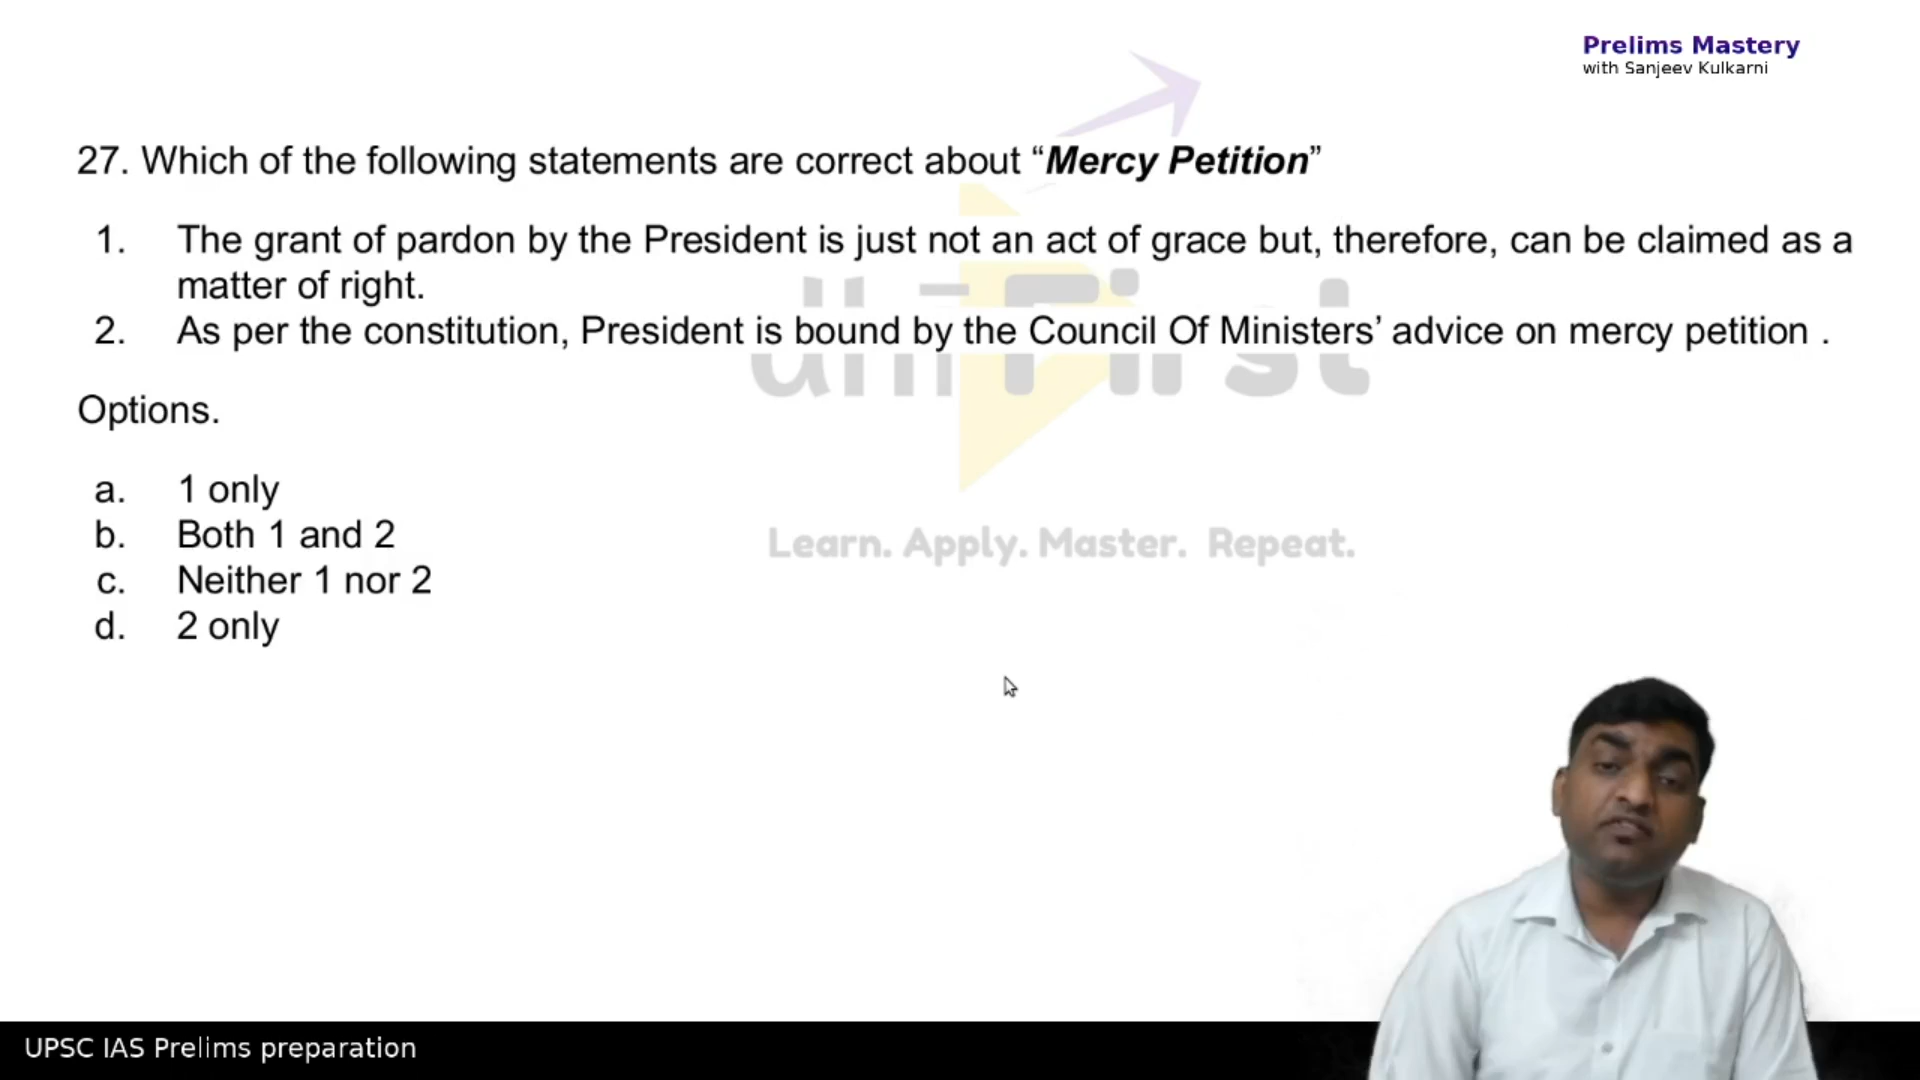 Prelims Mastery
with Sanjeev Kulkarni
27. Which of the following statements are correct about “Mercy Petition”
1. The grant of pardon by the President is just not an act of grace but, therefore, can be claimed as a
matter of right.
2. As per the constitution, President is bound by the Council Of Ministers’ advice on mercy petition .
Options.
a. 1 only
b. Both 1 and 2
c. Neither 1 nor 2
d. 2 only
Learn. Apply. Master. Repeat.
UPSC IAS Prelims preparation